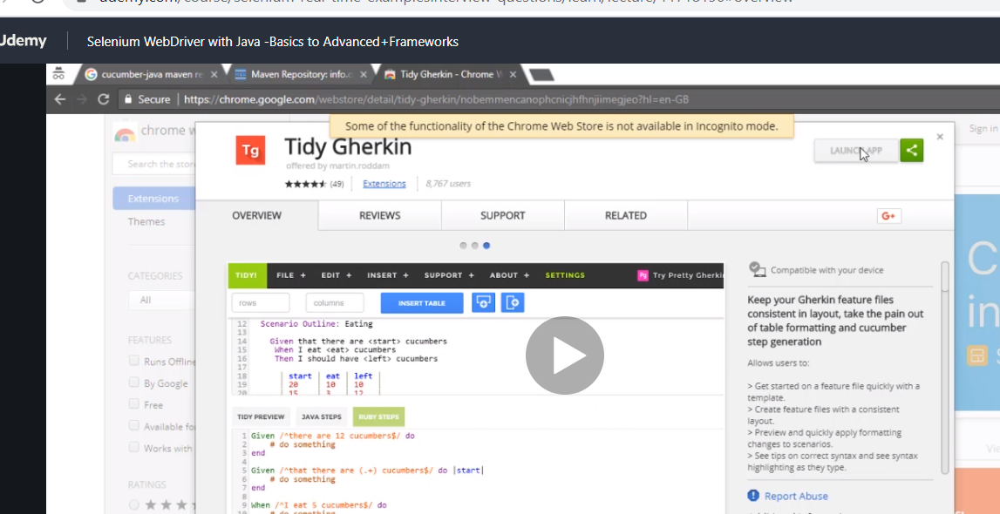 Udemy
Selenium WebDriver with Java -Basics to Advanced+Frameworks
cucumber-java maven re
Maven Repository: info.c
Tidy Gherkin - Chrome W
Secure
https://chrome.google.com/webstore/detail/tidy-gherkin/nobemmencanophcnicjhfhnjiimegjeo?hl=en-GB
Some of the functionality of the Chrome Web Store is not available in Incognito mode.
chrome w
Sign in
Search the store
Tg
Tidy Gherkin
offered by martin.roddam
LAUNCH APP
(49)
Extensions
8,767 users
Extensions
Themes
CATEGORIES
All
FEATURES
Runs Offline
By Google
Free
Available fo
Works with
RATINGS
OVERVIEW
REVIEWS
SUPPORT
RELATED
G+
TIDY!
FILE +
EDIT +
INSERT +
SUPPORT +
ABOUT +
SETTINGS
Pg
Try Pretty Gherki
rows
columns
INSERT TABLE
12 Scenario Outline: Eating
13
14 Given that there are <start> cucumbers
15 When I eat <eat> cucumbers
16 Then I should have <left> cucumbers
17
18 | start | eat | left |
19 | 20 | 10 | 10 |
20 | 15 | 3 | 12 |
TIDY PREVIEW
JAVA STEPS
RUBY STEPS
1 Given /^there are 12 cucumbers$/ do
2 # do something
3 end
4
5 Given /^that there are (.+) cucumbers$/ do |start|
6 # do something
7 end
8
9 When /^I eat 5 cucumbers$/ do
10 # do something
Compatible with your device
Keep your Gherkin feature files
consistent in layout, take the pain out
of table formatting and cucumber
step generation
Allows users to:
> Get started on a feature file quickly with a
template.
> Create feature files with a consistent
layout.
> Preview and quickly apply formatting
changes to scenarios.
> See tips on correct syntax and see syntax
highlighting as they type.
Report Abuse
C
in
Vie